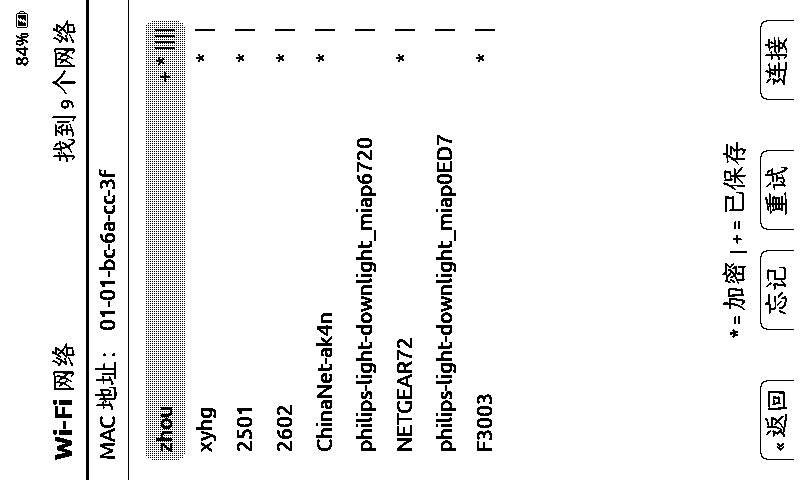 84%
Wi-Fi 网络 找到 9 个网络
MAC 地址： 01-01-bc-6a-cc-3f
zhou + * ||||
xyhg * |
2501 * |
2602 * |
ChinaNet-ak4n * |
philips-light-downlight_miap6720 |
NETGEAR72 * |
philips-light-downlight_miap0ED7 |
F3003 * |
* = 加密 | + = 已保存
« 返回 忘记 重试 连接